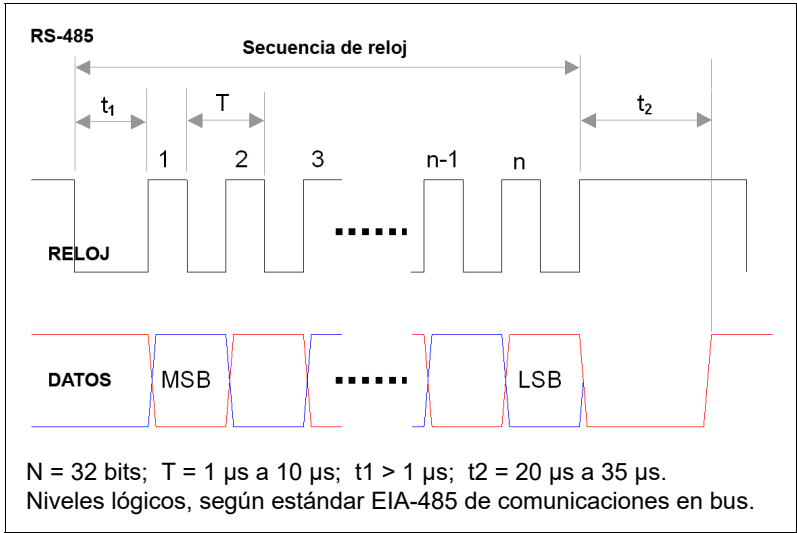 RS-485
Secuencia de reloj
t₁ T t₂
1 2 3 n-1 n
RELOJ
DATOS MSB LSB
N = 32 bits; T = 1 µs a 10 µs; t1 > 1 µs; t2 = 20 µs a 35 µs.
Niveles lógicos, según estándar EIA-485 de comunicaciones en bus.